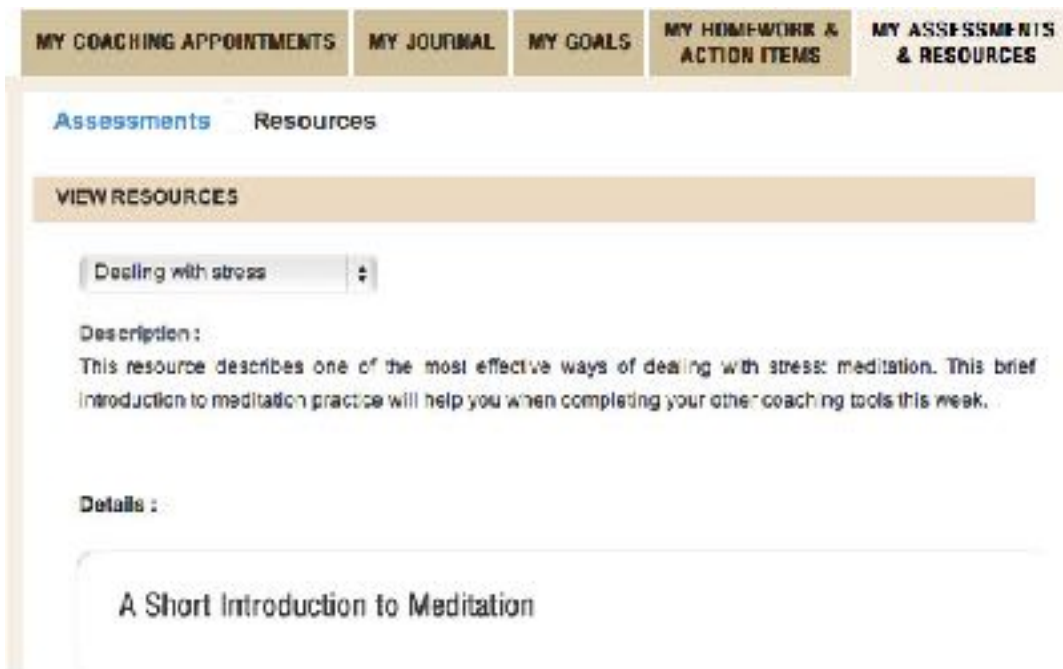 MY COACHING APPOINTMENTS
MY JOURNAL
MY GOALS
MY HOMEWORK &
ACTION ITEMS
MY ASSESSMENTS
& RESOURCES
Assessments
Resources
VIEW RESOURCES
Dealing with stress
Description :
This resource describes one of the most effective ways of dealing with stress: meditation. This brief
introduction to meditation practice will help you when completing your other coaching tools this week.
Details :
A Short Introduction to Meditation